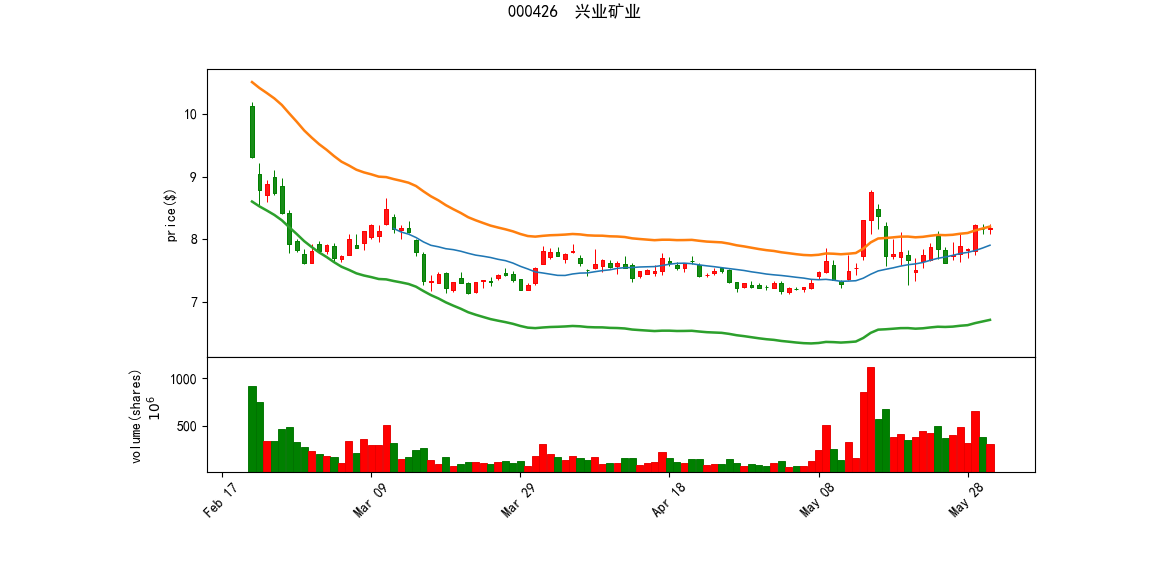 000426 兴业矿业
price($)
10
9
8
7
volume(shares)
10^6
1000
500
Feb 17
Mar 09
Mar 29
Apr 18
May 08
May 28